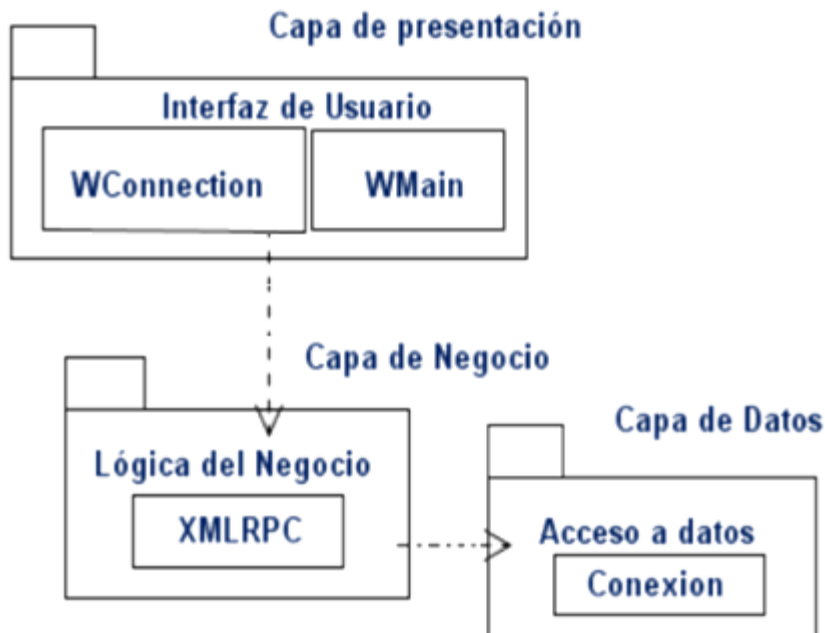 Capa de presentación
Interfaz de Usuario
WConnection
WMain
Capa de Negocio
Lógica del Negocio
XMLRPC
Capa de Datos
Acceso a datos
Conexion